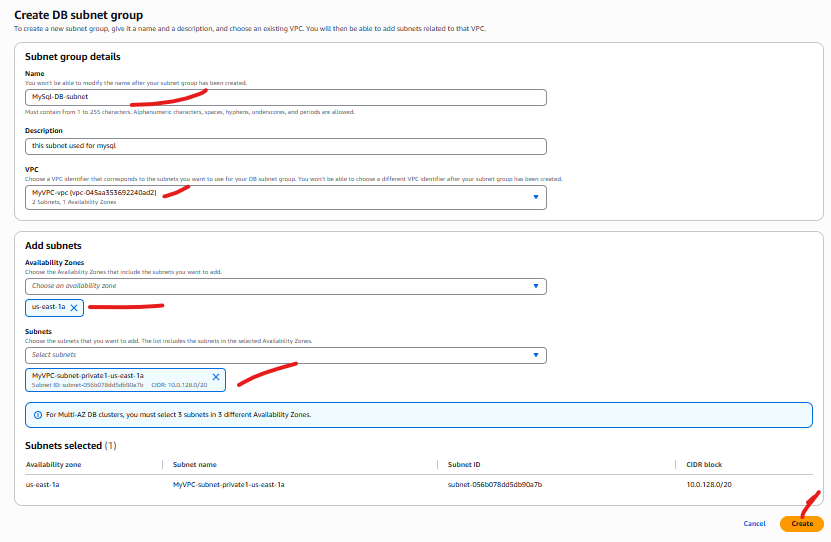 Create DB subnet group
To create a new subnet group, give it a name and a description, and choose an existing VPC. You will then be able to add subnets related to that VPC.
Subnet group details
Name
You won't be able to modify the name after your subnet group has been created.
MySql-DB-subnet
Must contain from 1 to 255 characters. Alphanumeric characters, spaces, hyphens, underscores, and periods are allowed.
Description
this subnet used for mysql
VPC
Choose a VPC identifier that corresponds to the subnets you want to use for your DB subnet group. You won't be able to choose a different VPC identifier after your subnet group has been created.
MyVPC-vpc (vpc-045aa353692240ad2)
2 Subnets, 1 Availability Zones
Add subnets
Availability Zones
Choose the Availability Zones that include the subnets you want to add.
Choose an availability zone
us-east-1a
Subnets
Choose the subnets that you want to add. The list includes the subnets in the selected Availability Zones.
Select subnets
MyVPC-subnet-private1-us-east-1a
Subnet ID: subnet-056b078dd5db90a7b CIDR: 10.0.128.0/20
For Multi-AZ DB clusters, you must select 3 subnets in 3 different Availability Zones.
Subnets selected (1)
Availability zone Subnet name Subnet ID CIDR block
us-east-1a MyVPC-subnet-private1-us-east-1a subnet-056b078dd5db90a7b 10.0.128.0/20
Cancel Create